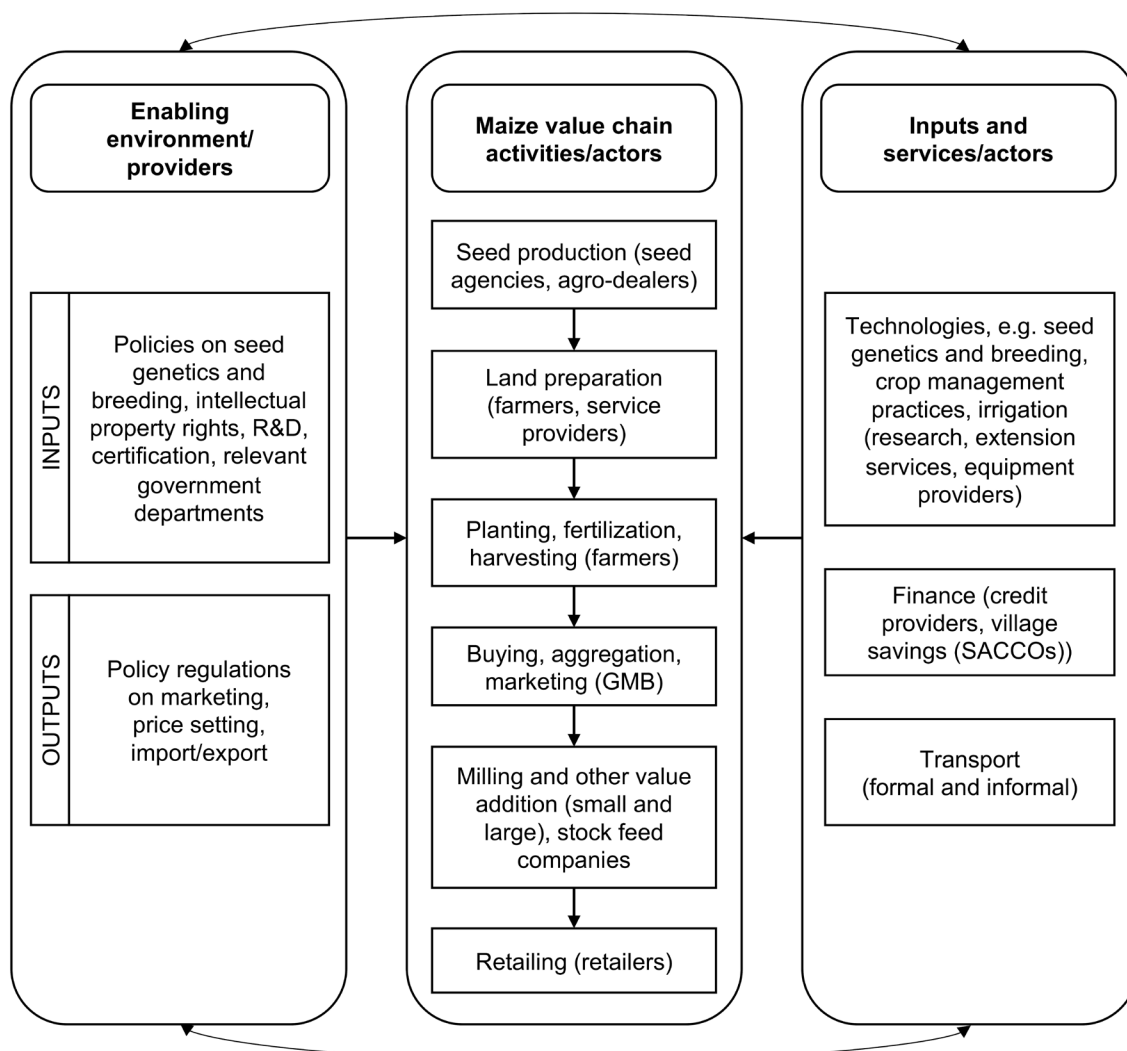 Enabling
environment/
providers
INPUTS
Policies on seed
genetics and
breeding, intellectual
property rights, R&D,
certification, relevant
government
departments
OUTPUTS
Policy regulations
on marketing,
price setting,
import/export
Maize value chain
activities/actors
Seed production (seed
agencies, agro-dealers)
Land preparation
(farmers, service
providers)
Planting, fertilization,
harvesting (farmers)
Buying, aggregation,
marketing (GMB)
Milling and other value
addition (small and
large), stock feed
companies
Retailing (retailers)
Inputs and
services/actors
Technologies, e.g. seed
genetics and breeding,
crop management
practices, irrigation
(research, extension
services, equipment
providers)
Finance (credit
providers, village
savings (SACCOs))
Transport
(formal and informal)